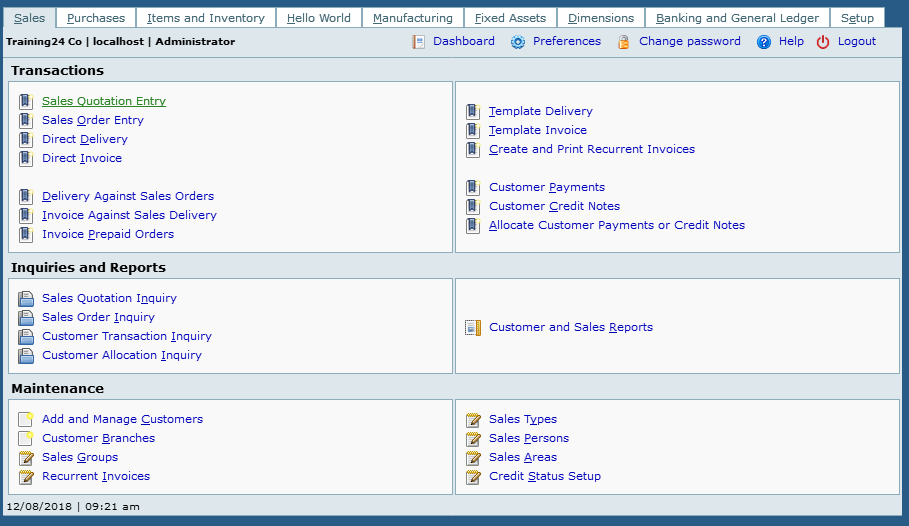 Sales Purchases Items and Inventory Hello World Manufacturing Fixed Assets Dimensions Banking and General Ledger Setup
Training24 Co | localhost | Administrator Dashboard Preferences Change password Help Logout
Transactions
Sales Quotation Entry
Sales Order Entry
Direct Delivery
Direct Invoice
Delivery Against Sales Orders
Invoice Against Sales Delivery
Invoice Prepaid Orders
Template Delivery
Template Invoice
Create and Print Recurrent Invoices
Customer Payments
Customer Credit Notes
Allocate Customer Payments or Credit Notes
Inquiries and Reports
Sales Quotation Inquiry
Sales Order Inquiry
Customer Transaction Inquiry
Customer Allocation Inquiry
Customer and Sales Reports
Maintenance
Add and Manage Customers
Customer Branches
Sales Groups
Recurrent Invoices
Sales Types
Sales Persons
Sales Areas
Credit Status Setup
12/08/2018 | 09:21 am